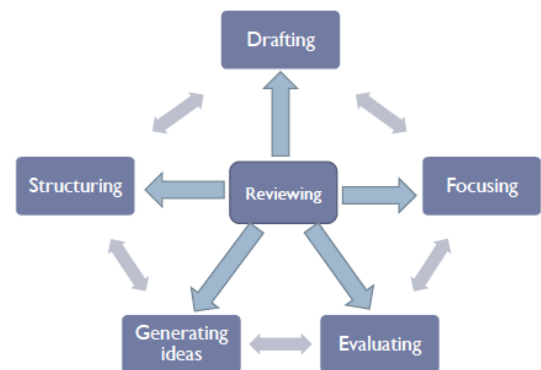 Drafting
Structuring
Reviewing
Focusing
Generating
ideas
Evaluating